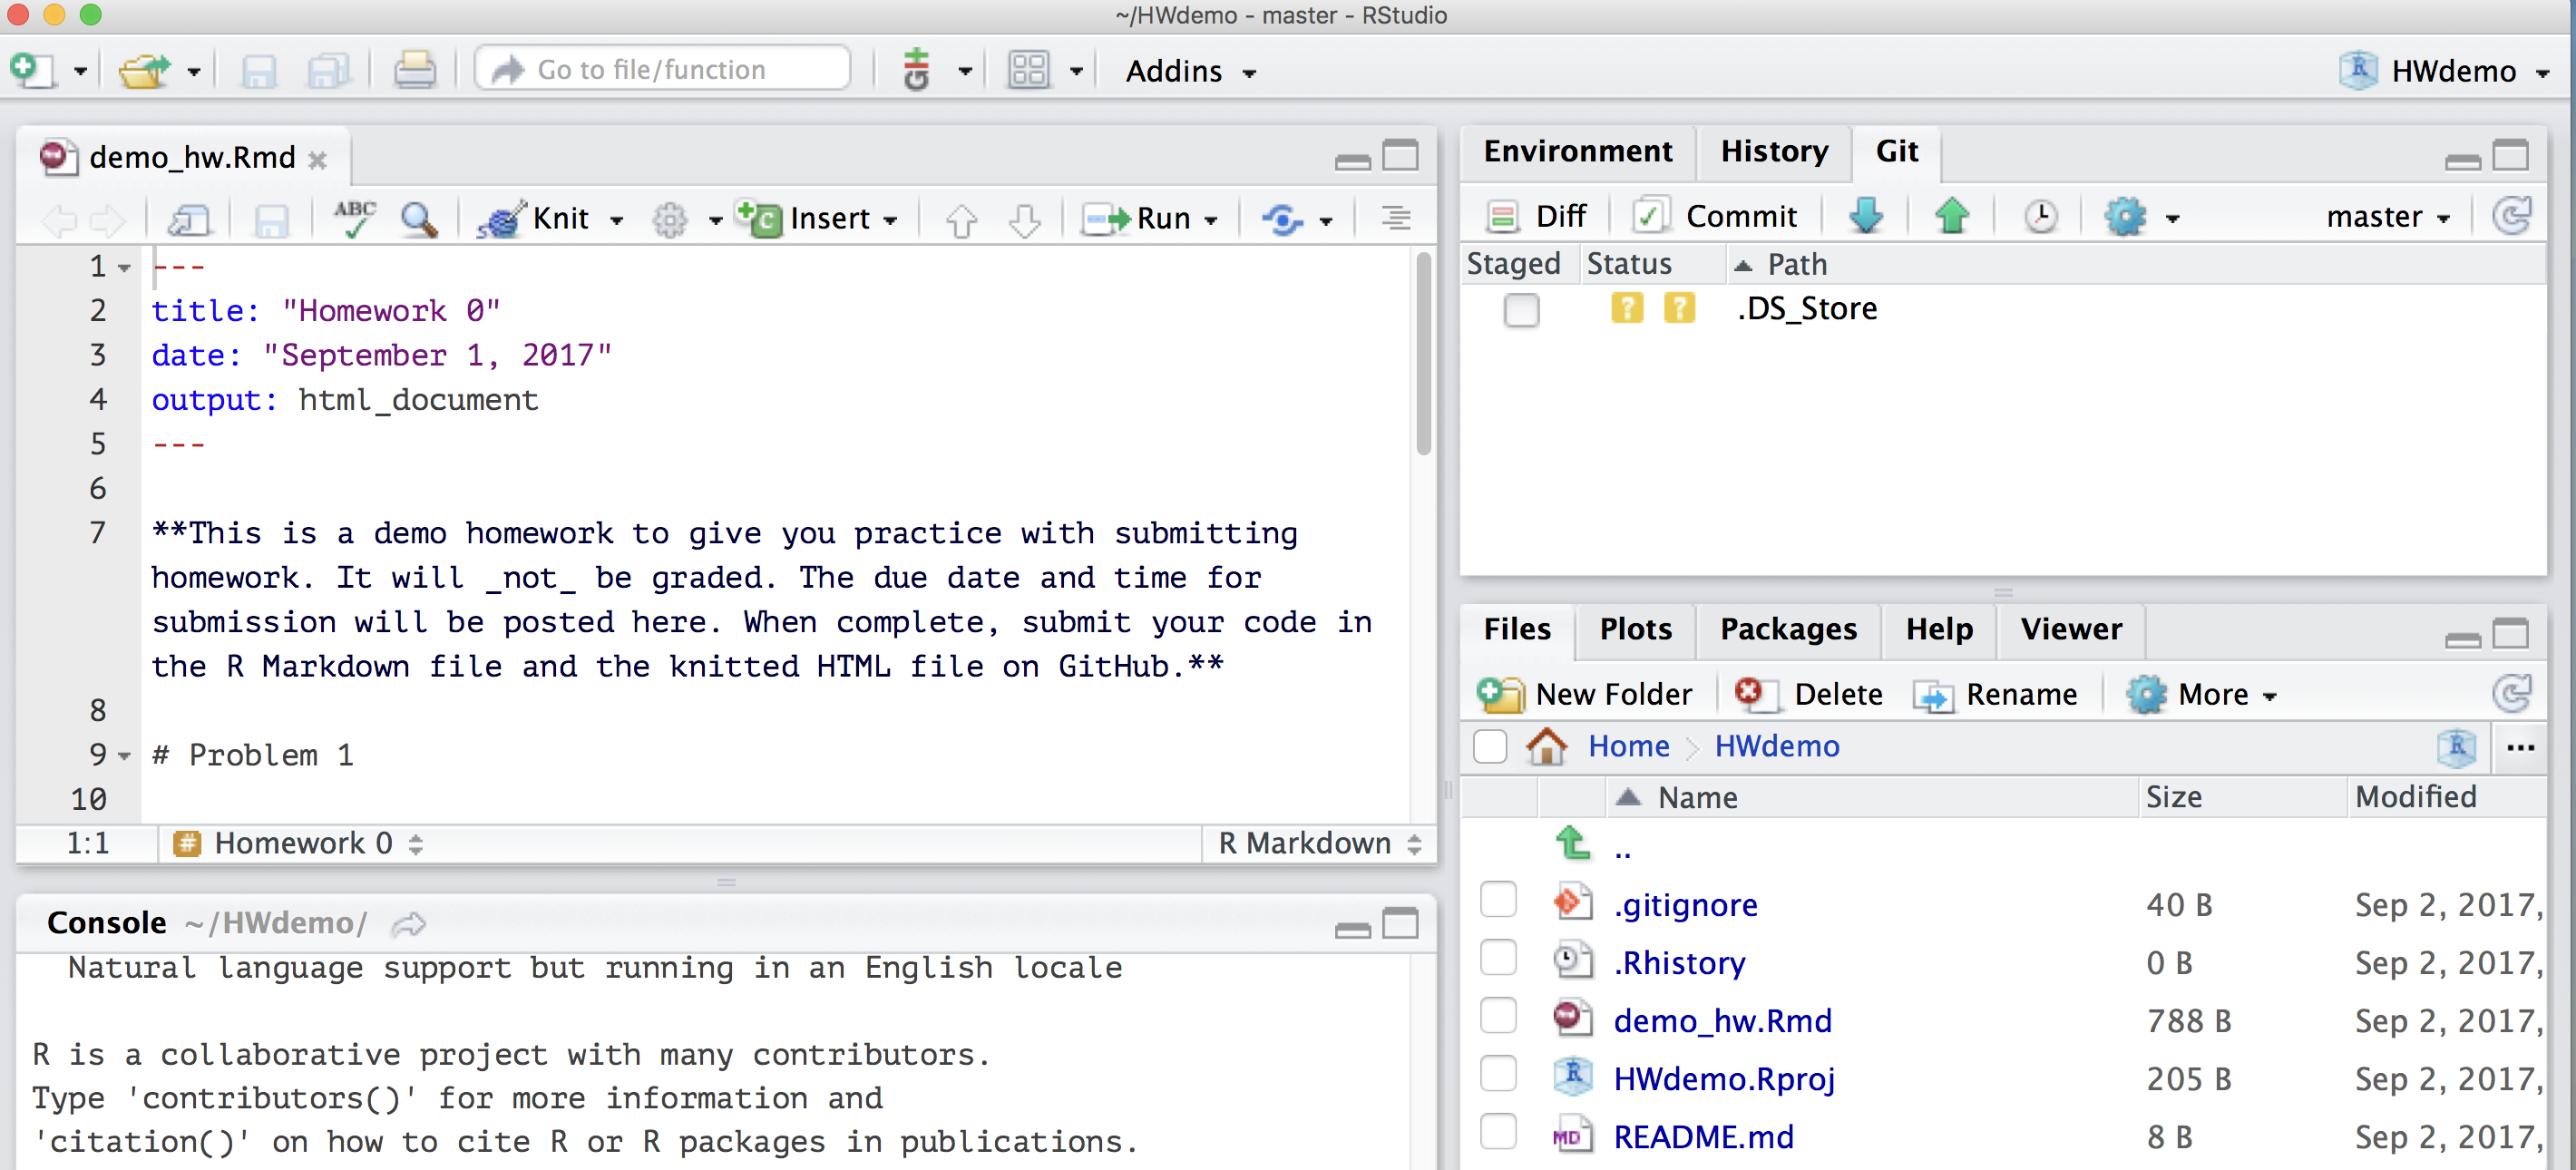 ~/HWdemo - master - RStudio
Go to file/function
Addins
HWdemo
demo_hw.Rmd
ABC
Knit
Insert
Run
1 ---
2 title: "Homework 0"
3 date: "September 1, 2017"
4 output: html_document
5 ---
6
7 **This is a demo homework to give you practice with submitting
homework. It will _not_ be graded. The due date and time for
submission will be posted here. When complete, submit your code in
the R Markdown file and the knitted HTML file on GitHub.**
8
9 # Problem 1
10
1:1 # Homework 0 R Markdown
Console ~/HWdemo/
Natural language support but running in an English locale
R is a collaborative project with many contributors.
Type 'contributors()' for more information and
'citation()' on how to cite R or R packages in publications.
Environment History Git
Diff Commit master
Staged Status Path
? ? .DS_Store
Files Plots Packages Help Viewer
New Folder Delete Rename More
Home HWdemo R ...
Name Size Modified
..
.gitignore 40 B Sep 2, 2017,
.Rhistory 0 B Sep 2, 2017,
demo_hw.Rmd 788 B Sep 2, 2017,
HWdemo.Rproj 205 B Sep 2, 2017,
MD README.md 8 B Sep 2, 2017,